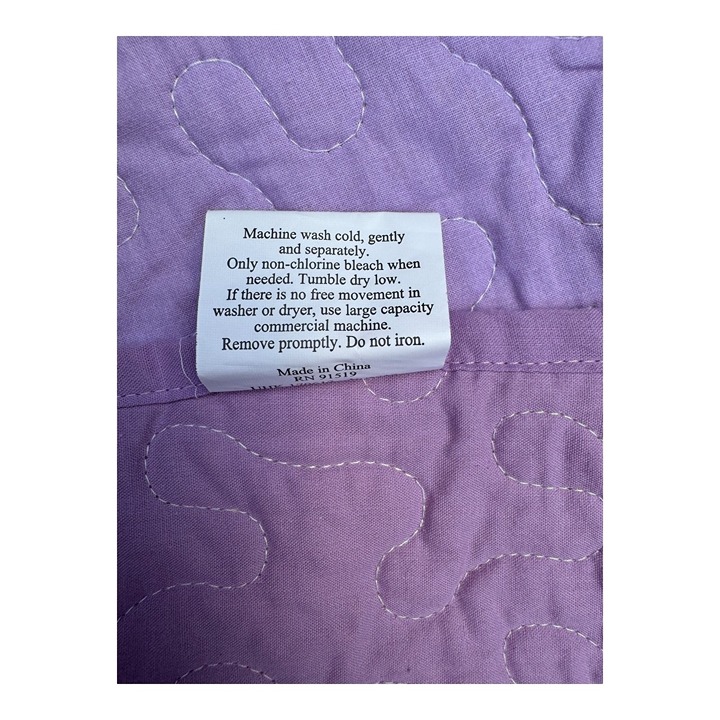 Machine wash cold, gently
and separately.
Only non-chlorine bleach when
needed. Tumble dry low.
If there is no free movement in
washer or dryer, use large capacity
commercial machine.
Remove promptly. Do not iron.
Made in China
RN 91519